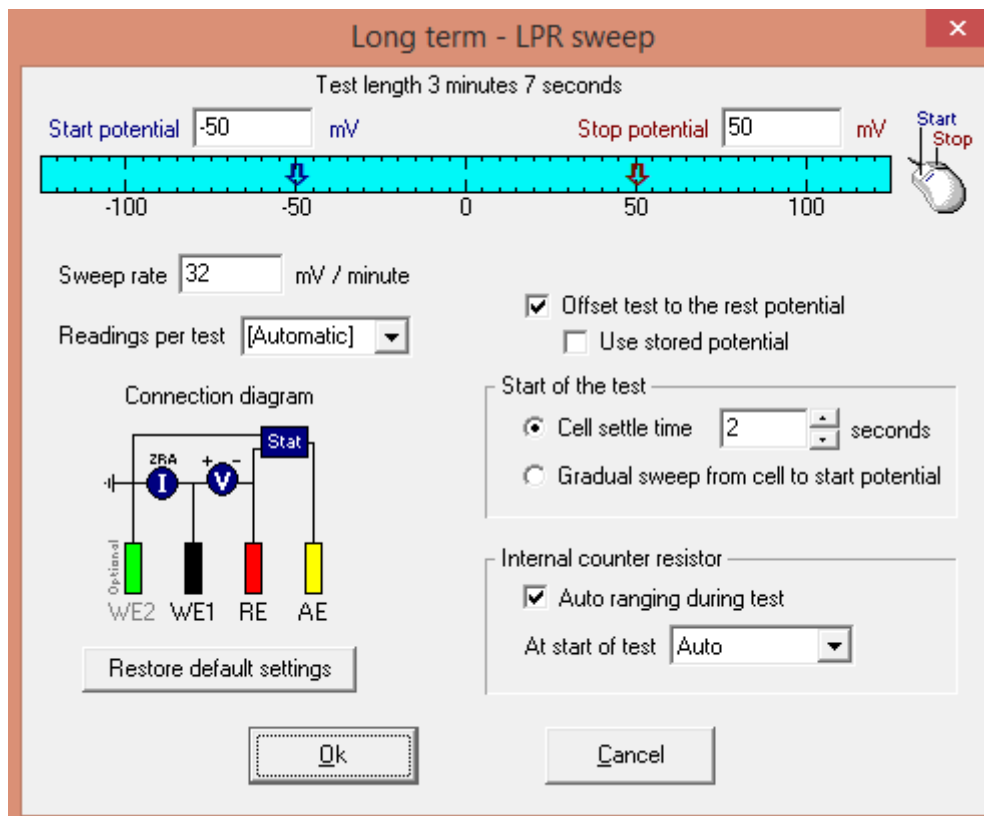 Long term - LPR sweep
Test length 3 minutes 7 seconds
Start potential -50 mV
Stop potential 50 mV
Start
Stop
-100 -50 0 50 100
Sweep rate 32 mV / minute
Readings per test [Automatic]
Offset test to the rest potential
Use stored potential
Connection diagram
Stat
ZRA
I
+ -
V
Optional
WE2 WE1 RE AE
Restore default settings
Start of the test
Cell settle time 2 seconds
Gradual sweep from cell to start potential
Internal counter resistor
Auto ranging during test
At start of test Auto
Ok
Cancel